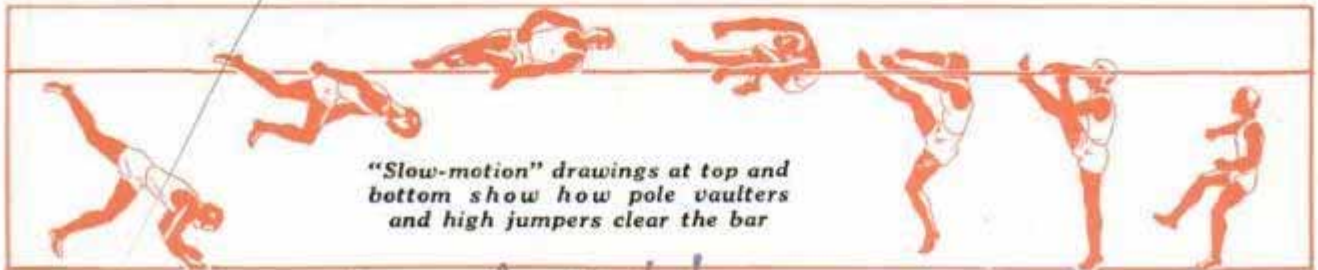 "Slow-motion" drawings at top and
bottom show how pole vaulters
and high jumpers clear the bar